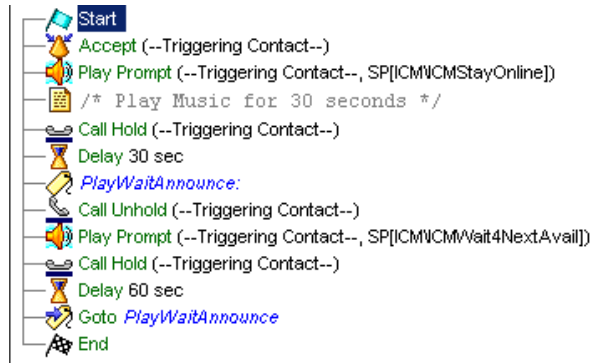 Start
Accept (--Triggering Contact--)
Play Prompt (--Triggering Contact--, SP[ICM\ICMStayOnline])
/* Play Music for 30 seconds */
Call Hold (--Triggering Contact--)
Delay 30 sec
PlayWaitAnnounce:
Call Unhold (--Triggering Contact--)
Play Prompt (--Triggering Contact--, SP[ICM\ICMWait4NextAvail])
Call Hold (--Triggering Contact--)
Delay 60 sec
Goto PlayWaitAnnounce
End